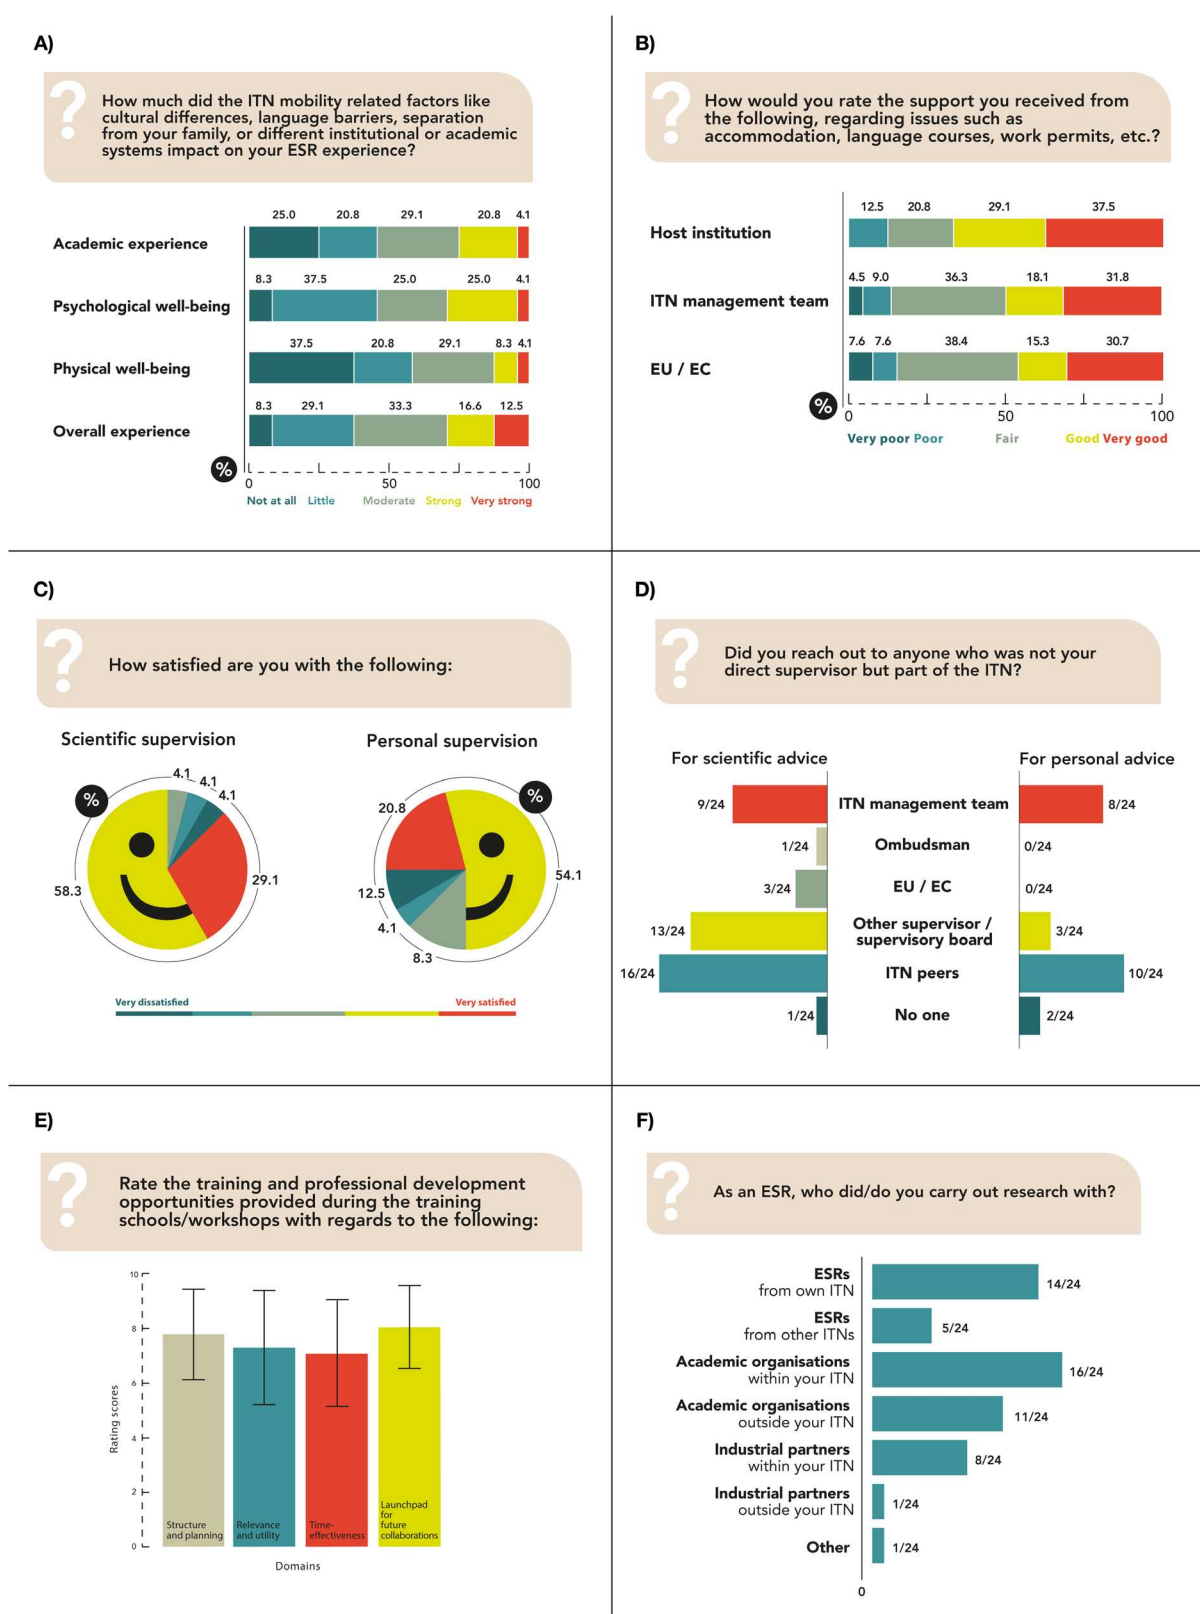 A)
?
How much did the ITN mobility related factors like
cultural differences, language barriers, separation
from your family, or different institutional or academic
systems impact on your ESR experience?
25.0 20.8 29.1 20.8 4.1
Academic experience
8.3 37.5 25.0 25.0 4.1
Psychological well-being
37.5 20.8 29.1 8.3 4.1
Physical well-being
8.3 29.1 33.3 16.6 12.5
Overall experience
%
0 50 100
Not at all Little Moderate Strong Very strong
B)
?
How would you rate the support you received from
the following, regarding issues such as
accommodation, language courses, work permits, etc.?
12.5 20.8 29.1 37.5
Host institution
4.5 9.0 36.3 18.1 31.8
ITN management team
7.6 7.6 38.4 15.3 30.7
EU / EC
%
0 50 100
Very poor Poor Fair Good Very good
C)
?
How satisfied are you with the following:
Scientific supervision
%
4.1
4.1
4.1
29.1
58.3
Personal supervision
%
20.8
54.1
12.5
4.1
8.3
Very dissatisfied Very satisfied
D)
?
Did you reach out to anyone who was not your
direct supervisor but part of the ITN?
For scientific advice For personal advice
9/24 ITN management team 8/24
1/24 Ombudsman 0/24
3/24 EU / EC 0/24
13/24 Other supervisor / 3/24
supervisory board
16/24 ITN peers 10/24
1/24 No one 2/24
E)
?
Rate the training and professional development
opportunities provided during the training
schools/workshops with regards to the following:
10
8
6
4
2
0
Rating scores
Structure
and planning
Relevance
and utility
Time-
effectiveness
Launchpad
for
future
collaborations
Domains
F)
?
As an ESR, who did/do you carry out research with?
ESRs
from own ITN
14/24
ESRs
from other ITNs
5/24
Academic organisations
within your ITN
16/24
Academic organisations
outside your ITN
11/24
Industrial partners
within your ITN
8/24
Industrial partners
outside your ITN
1/24
Other
1/24
0